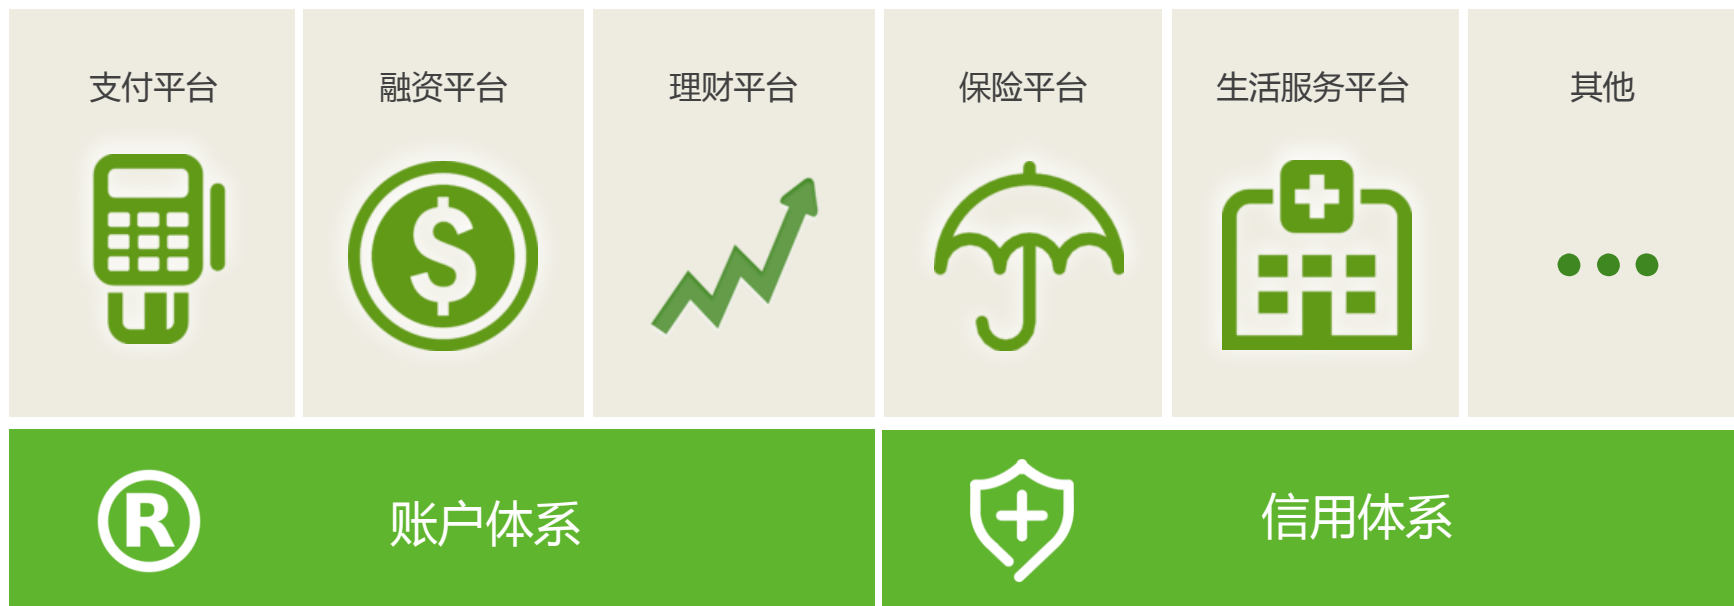 支付平台
融资平台
理财平台
保险平台
生活服务平台
其他
$
R
账户体系
信用体系